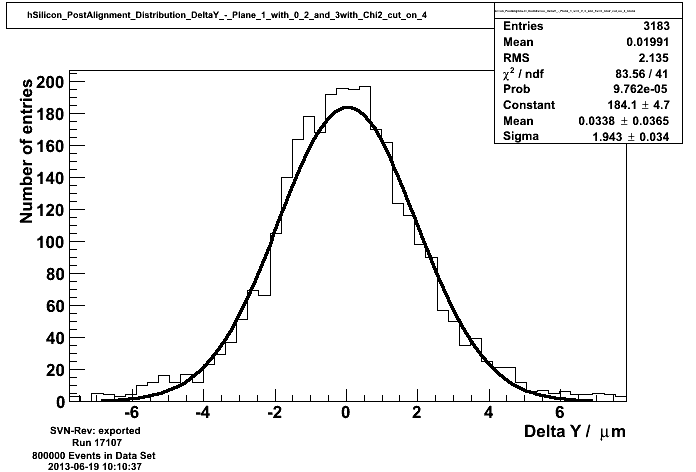 hSilicon_PostAlignment_Distribution_DeltaY_-_Plane_1_with_0_2_and_3with_Chi2_cut_on_4
Entries 3183
Mean 0.01991
RMS 2.135
χ² / ndf 83.56 / 41
Prob 9.762e-05
Constant 184.1 ± 4.7
Mean 0.0338 ± 0.0365
Sigma 1.943 ± 0.034
Number of entries
200
180
160
140
120
100
80
60
40
20
0
-6 -4 -2 0 2 4 6
Delta Y / μm
SVN-Rev: exported
Run 17107
800000 Events in Data Set
2013-06-19 10:10:37